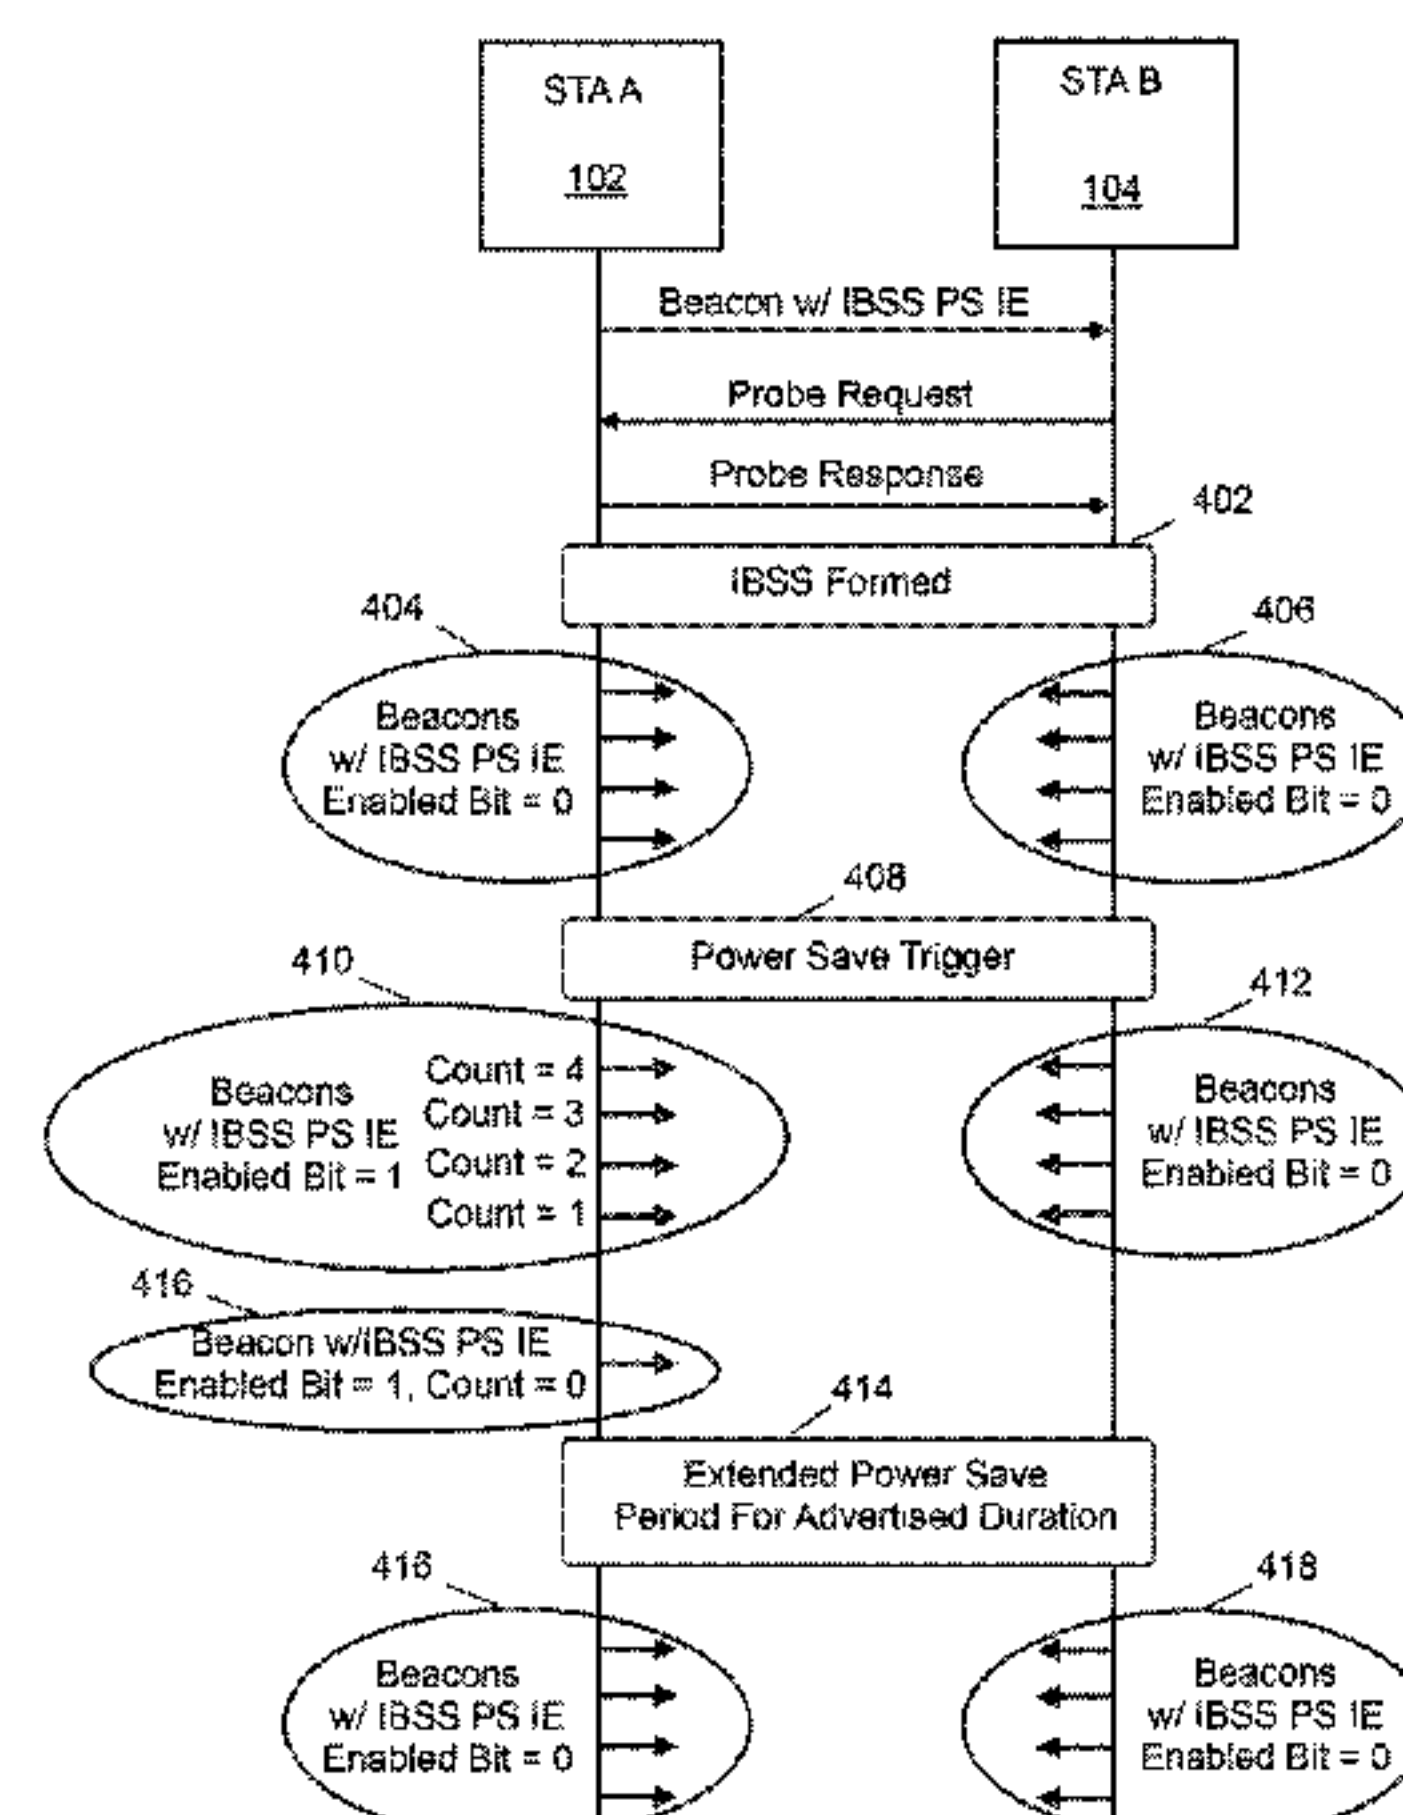 STA A
102
STA B
104
Beacon w/ IBSS PS IE
Probe Request
Probe Response
402
IBSS Formed
404
406
Beacons
w/ IBSS PS IE
Enabled Bit = 0
Beacons
w/ IBSS PS IE
Enabled Bit = 0
408
Power Save Trigger
410
412
Beacons
w/ IBSS PS IE
Enabled Bit = 1
Count = 4
Count = 3
Count = 2
Count = 1
Beacons
w/ IBSS PS IE
Enabled Bit = 0
416
Beacon w/IBSS PS IE
Enabled Bit = 1, Count = 0
414
Extended Power Save
Period For Advertised Duration
416
418
Beacons
w/ IBSS PS IE
Enabled Bit = 0
Beacons
w/ IBSS PS IE
Enabled Bit = 0